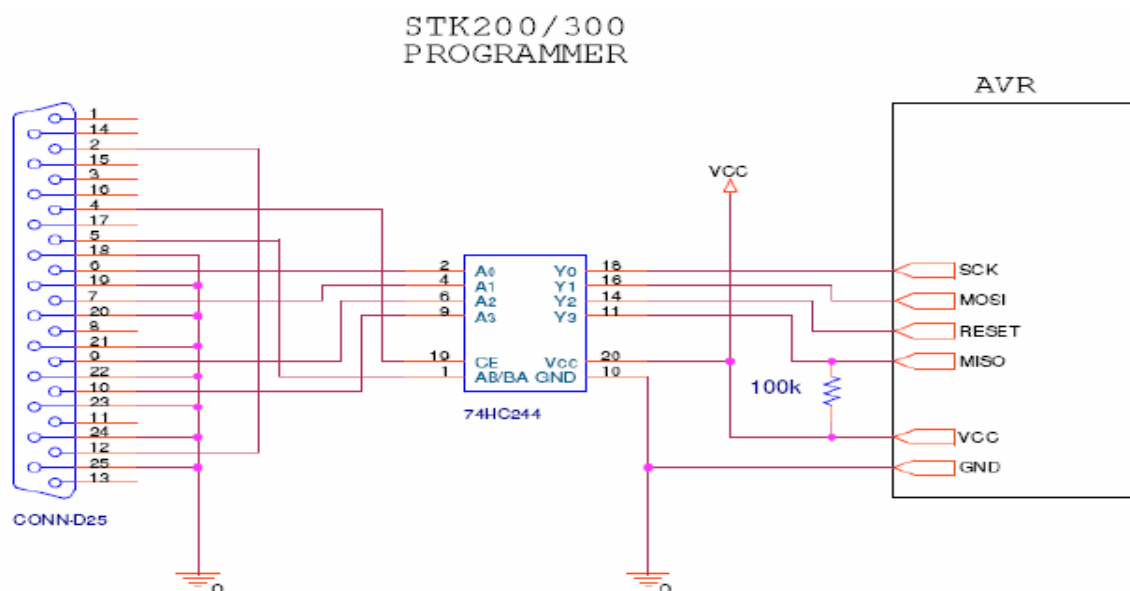 STK200/300
PROGRAMMER
AVR
VCC
1
14
2
15
3
16
4
17
5
18
6
19
7
20
8
21
9
22
10
23
11
24
12
25
13
CONN-D25
2 A0 Y0 18
4 A1 Y1 16
6 A2 Y2 14
9 A3 Y3 11
19 CE Vcc 20
1 AB/BA GND 10
74HC244
100k
SCK
MOSI
RESET
MISO
VCC
GND
0
0